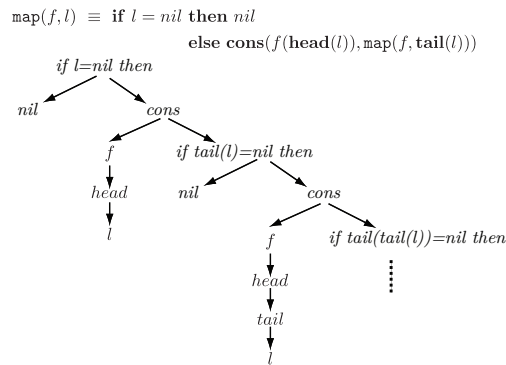 map(f, l) ≡ if l = nil then nil
else cons(f(head(l)), map(f, tail(l)))
if l=nil then
nil
cons
f
if tail(l)=nil then
head
nil
cons
l
f
if tail(tail(l))=nil then
head
tail
l